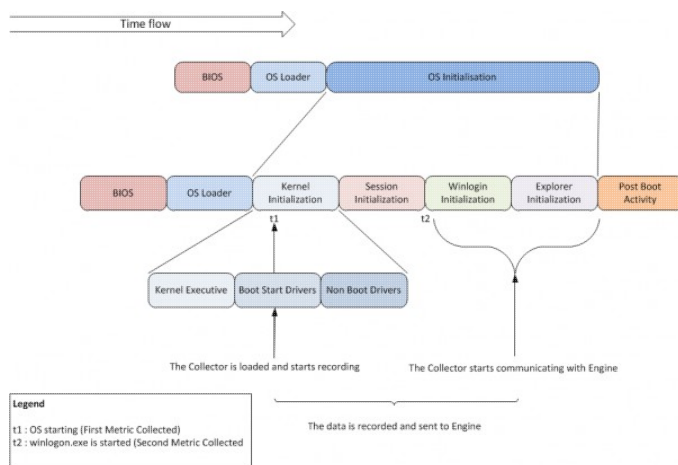 Time flow
BIOS
OS Loader
OS Initialisation
BIOS
OS Loader
Kernel
Initialization
Session
Initialization
Winlogin
Initialization
Explorer
Initialization
Post Boot
Activity
t1
t2
Kernel Executive
Boot Start Drivers
Non Boot Drivers
The Collector is loaded and starts recording
The Collector starts communicating with Engine
The data is recorded and sent to Engine
Legend
t1 : OS starting (First Metric Collected)
t2 : winlogon.exe is started (Second Metric Collected